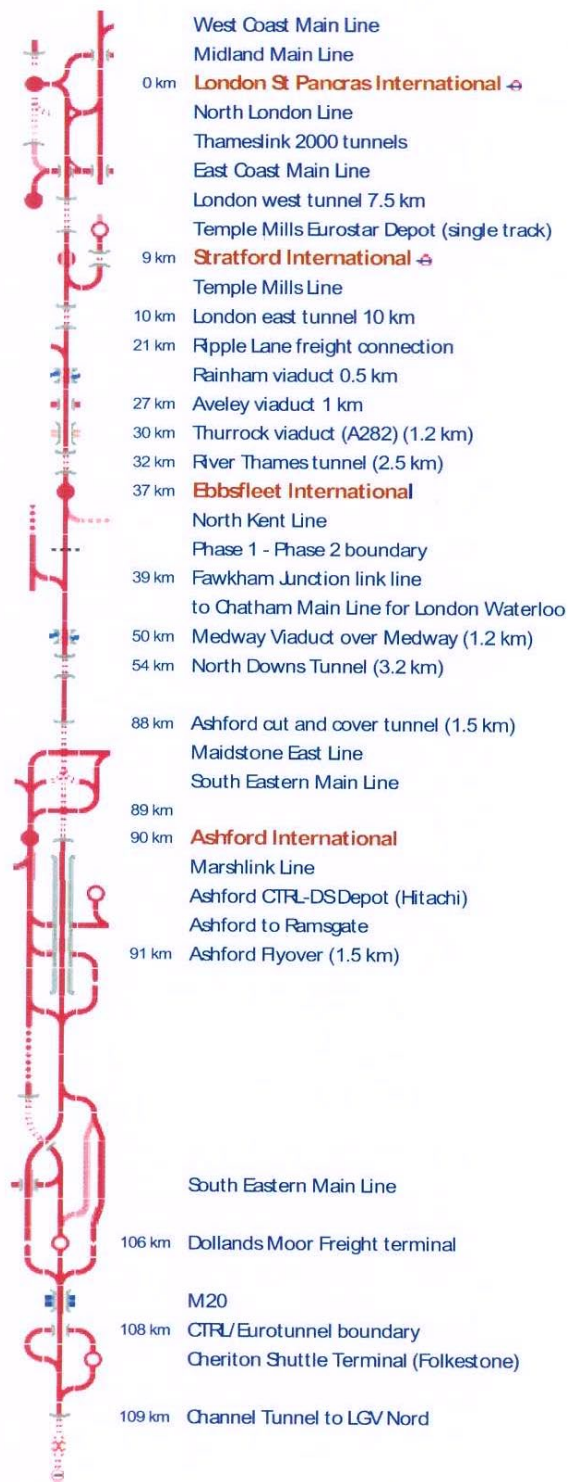 West Coast Main Line
Midland Main Line
0 km London St Pancras International
North London Line
Thameslink 2000 tunnels
East Coast Main Line
London west tunnel 7.5 km
Temple Mills Eurostar Depot (single track)
9 km Stratford International
Temple Mills Line
10 km London east tunnel 10 km
21 km Ripple Lane freight connection
Rainham viaduct 0.5 km
27 km Aveley viaduct 1 km
30 km Thurrock viaduct (A282) (1.2 km)
32 km River Thames tunnel (2.5 km)
37 km Ebbsfleet International
North Kent Line
Phase 1 - Phase 2 boundary
39 km Fawkham Junction link line
to Chatham Main Line for London Waterloo
50 km Medway Viaduct over Medway (1.2 km)
54 km North Downs Tunnel (3.2 km)
88 km Ashford cut and cover tunnel (1.5 km)
Maidstone East Line
South Eastern Main Line
89 km
90 km Ashford International
Marshlink Line
Ashford CTRL-DS Depot (Hitachi)
Ashford to Ramsgate
91 km Ashford Flyover (1.5 km)
South Eastern Main Line
106 km Dollands Moor Freight terminal
M20
108 km CTRL/Eurotunnel boundary
Cheriton Shuttle Terminal (Folkestone)
109 km Channel Tunnel to LGV Nord